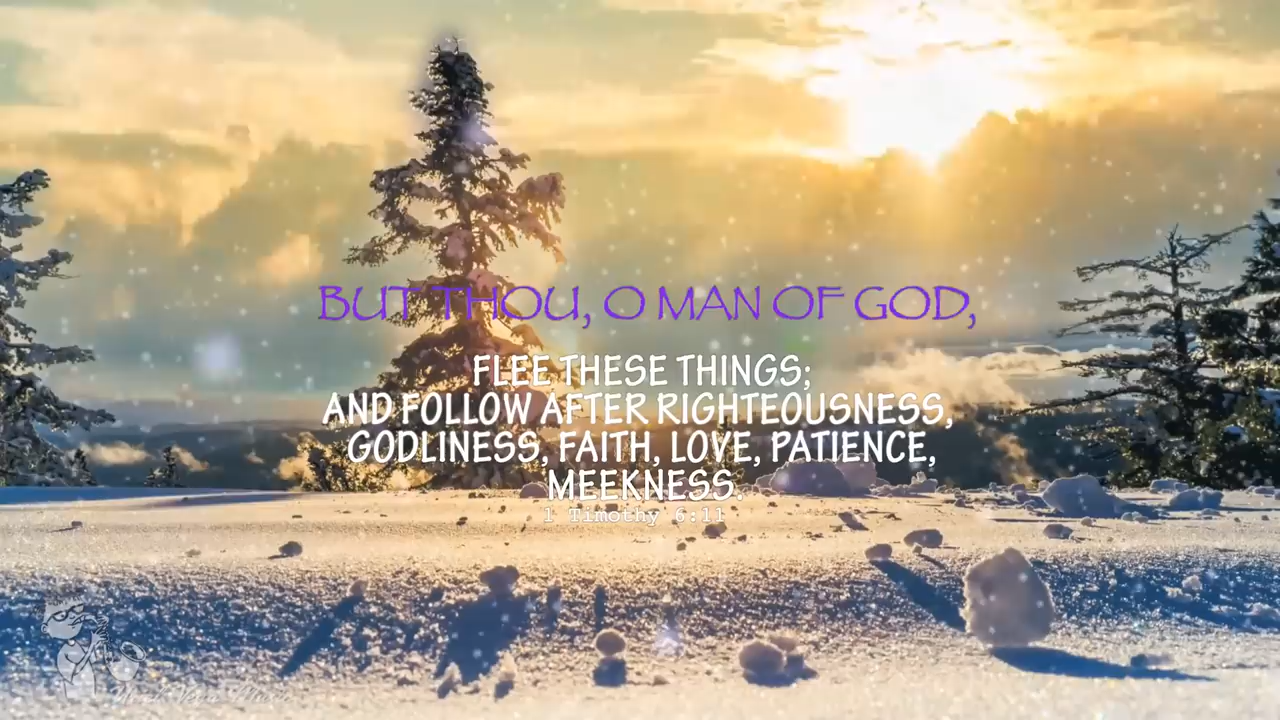 BUT THOU, O MAN OF GOD,
FLEE THESE THINGS;
AND FOLLOW AFTER RIGHTEOUSNESS,
GODLINESS, FAITH, LOVE, PATIENCE,
MEEKNESS.
1 Timothy 6:11